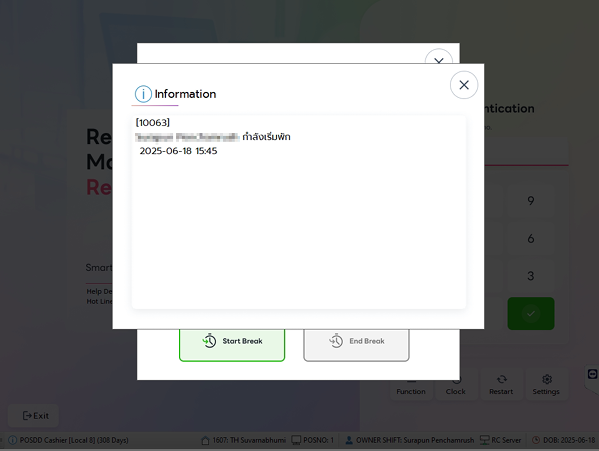 Information
[10063]
กำลังเริ่มพัก
2025-06-18 15:45
ntication
Re
Mo
Re
9
6
3
Smart
Help De
Hot Line
Start Break
End Break
Function
Clock
Restart
Settings
Exit
POSDD Cashier [Local 8] (308 Days)
1607: TH Suvarnabhumi
POSNO: 1
OWNER SHIFT: Surapun Penchamrush
RC Server
DOB: 2025-06-18